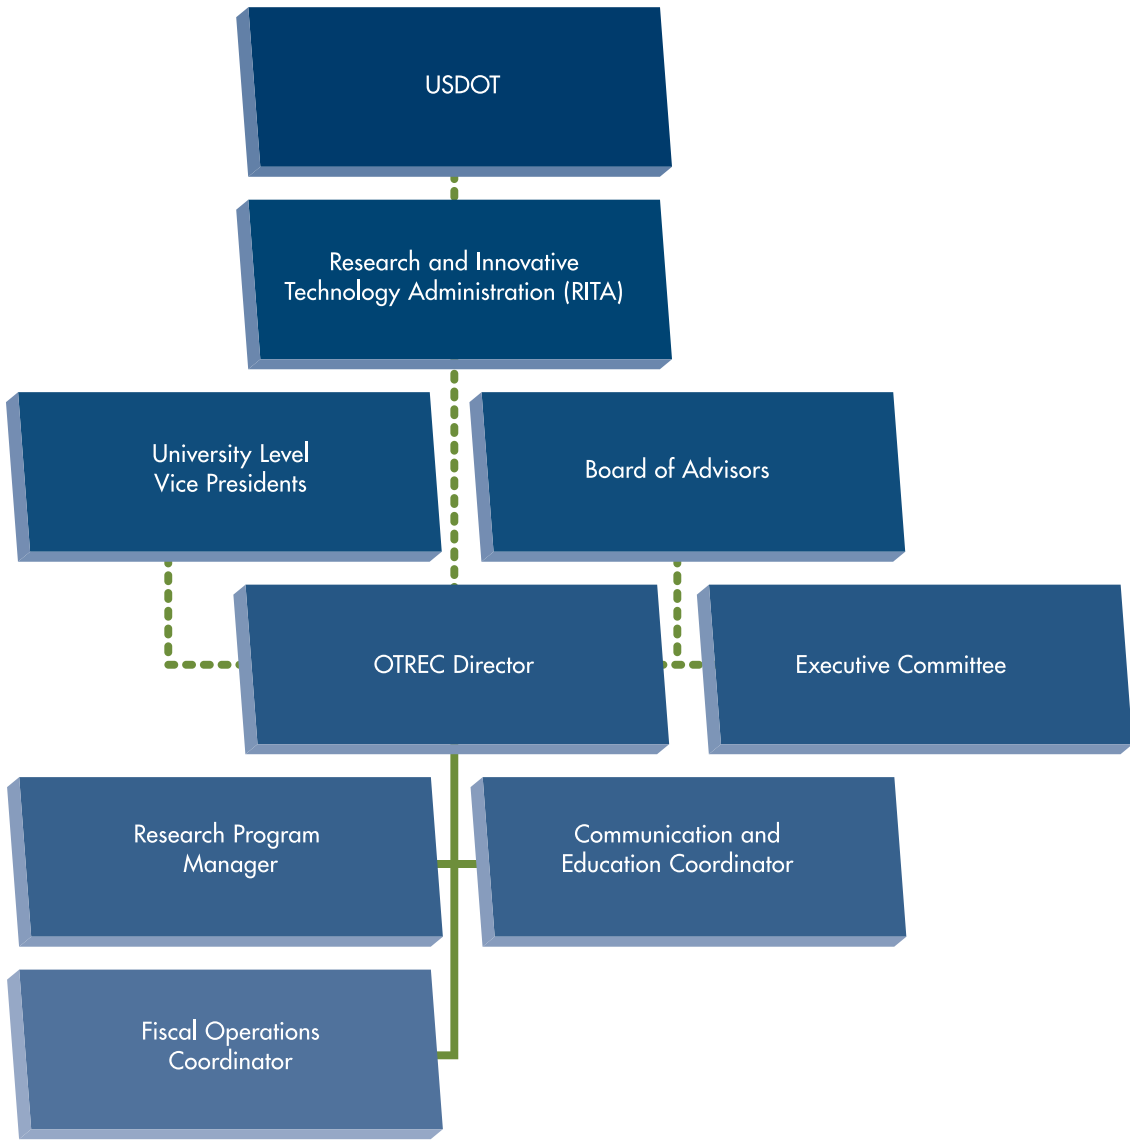 USDOT
Research and Innovative
Technology Administration (RITA)
University Level
Vice Presidents
Board of Advisors
OTREC Director
Executive Committee
Research Program
Manager
Communication and
Education Coordinator
Fiscal Operations
Coordinator